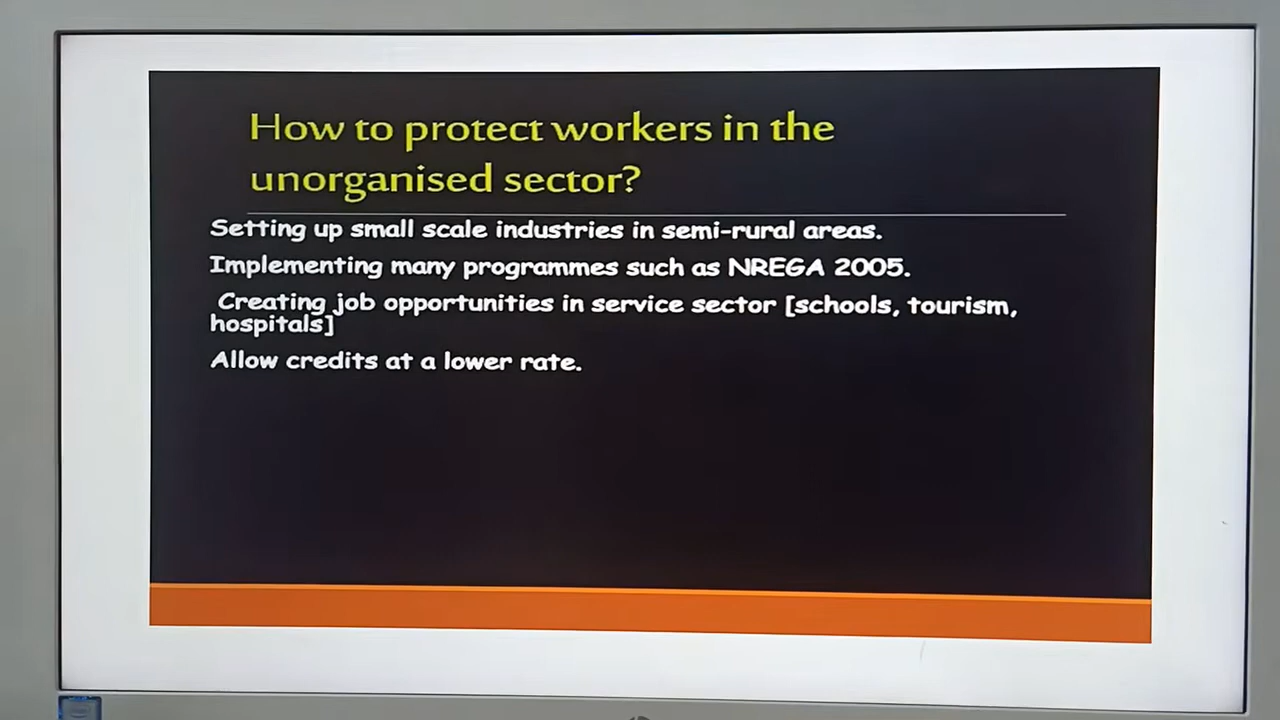 How to protect workers in the
unorganised sector?
Setting up small scale industries in semi-rural areas.
Implementing many programmes such as NREGA 2005.
Creating job opportunities in service sector [schools, tourism,
hospitals]
Allow credits at a lower rate.